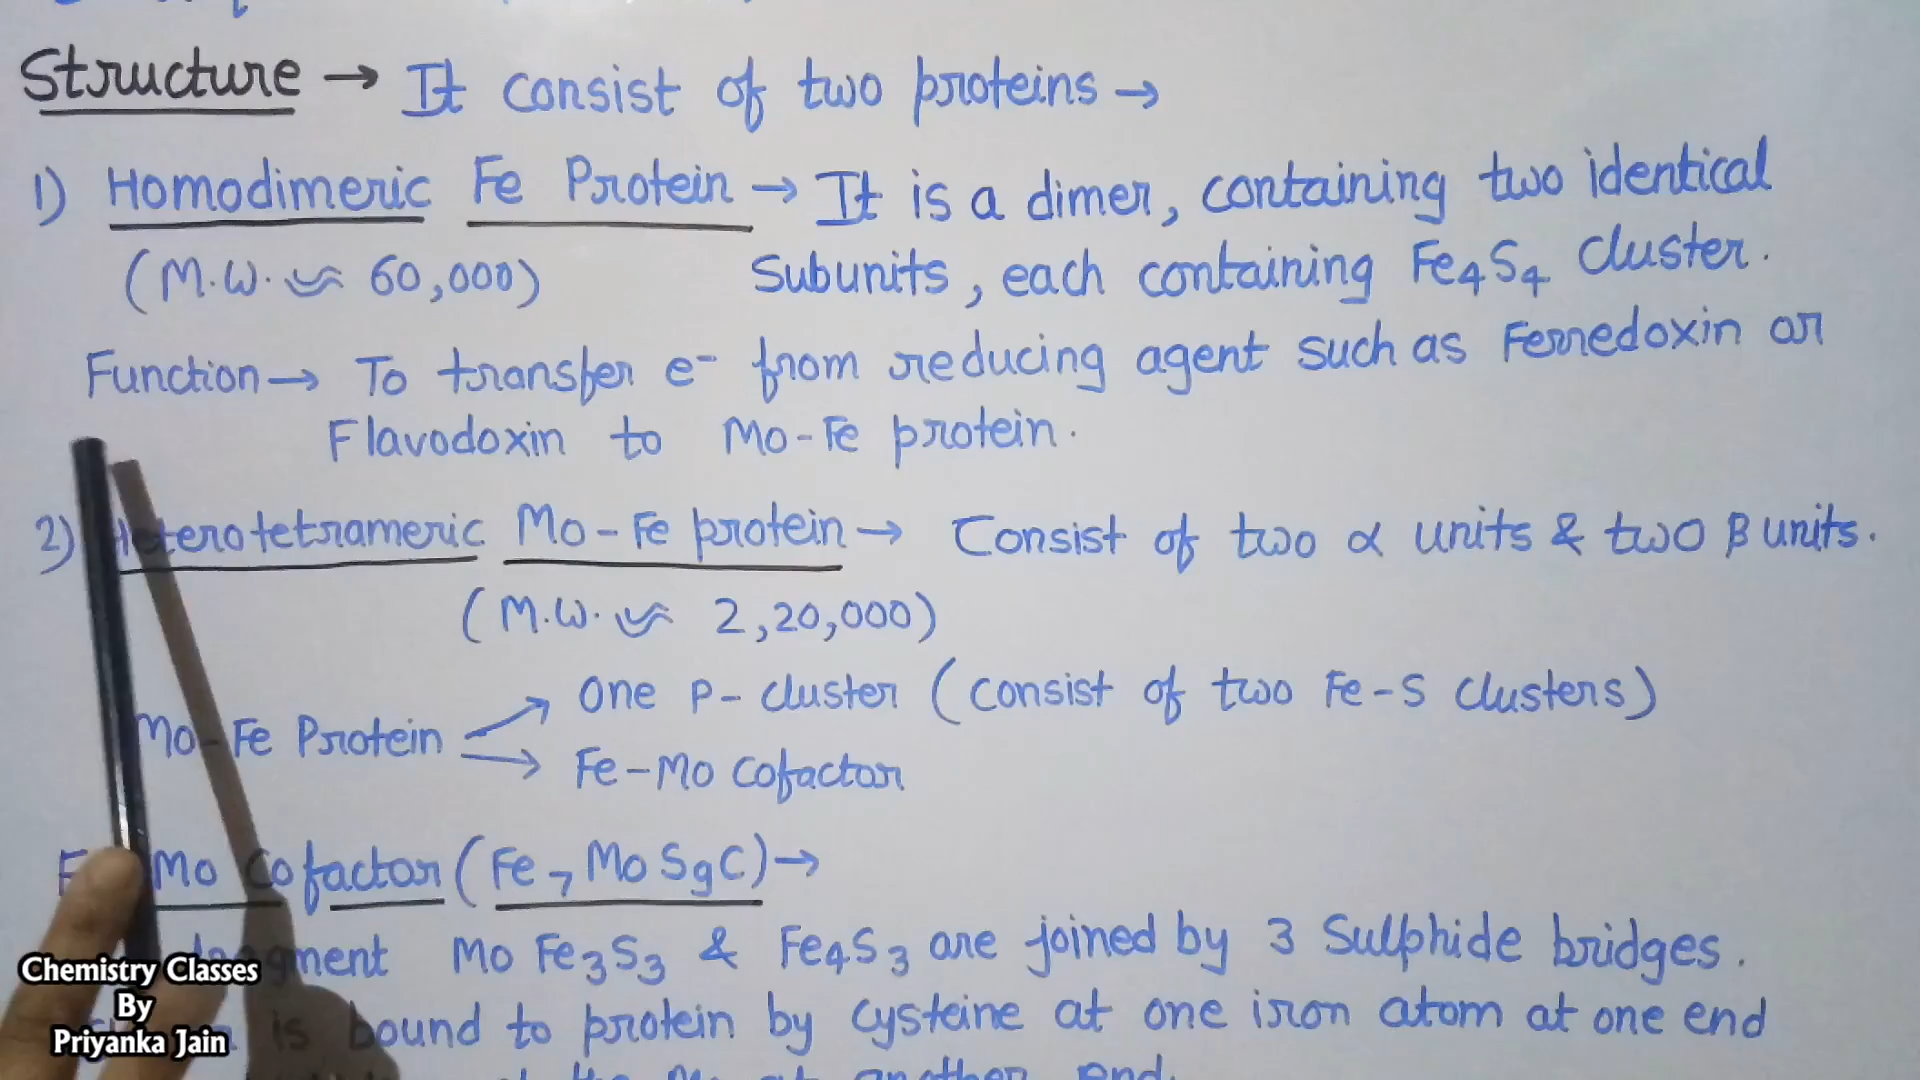 Structure → It consist of two proteins →
1) Homodimeric Fe Protein → It is a dimer, containing two identical
(M.W. ≈ 60,000) Subunits, each containing Fe4S4 cluster.
Function → To transfer e⁻ from reducing agent such as Ferredoxin or
Flavodoxin to Mo-Fe protein.
2) Heterotetrameric Mo-Fe protein → Consist of two α units & two β units.
(M.W. ≈ 2,20,000)
Mo-Fe Protein → One P-cluster (consist of two Fe-S clusters)
→ Fe-Mo Cofactor
Mo Cofactor (Fe7MoS9C) →
MoFe3S3 & Fe4S3 are joined by 3 Sulphide bridges.
is bound to protein by cysteine at one iron atom at one end
another end.
Chemistry Classes
By
Priyanka Jain